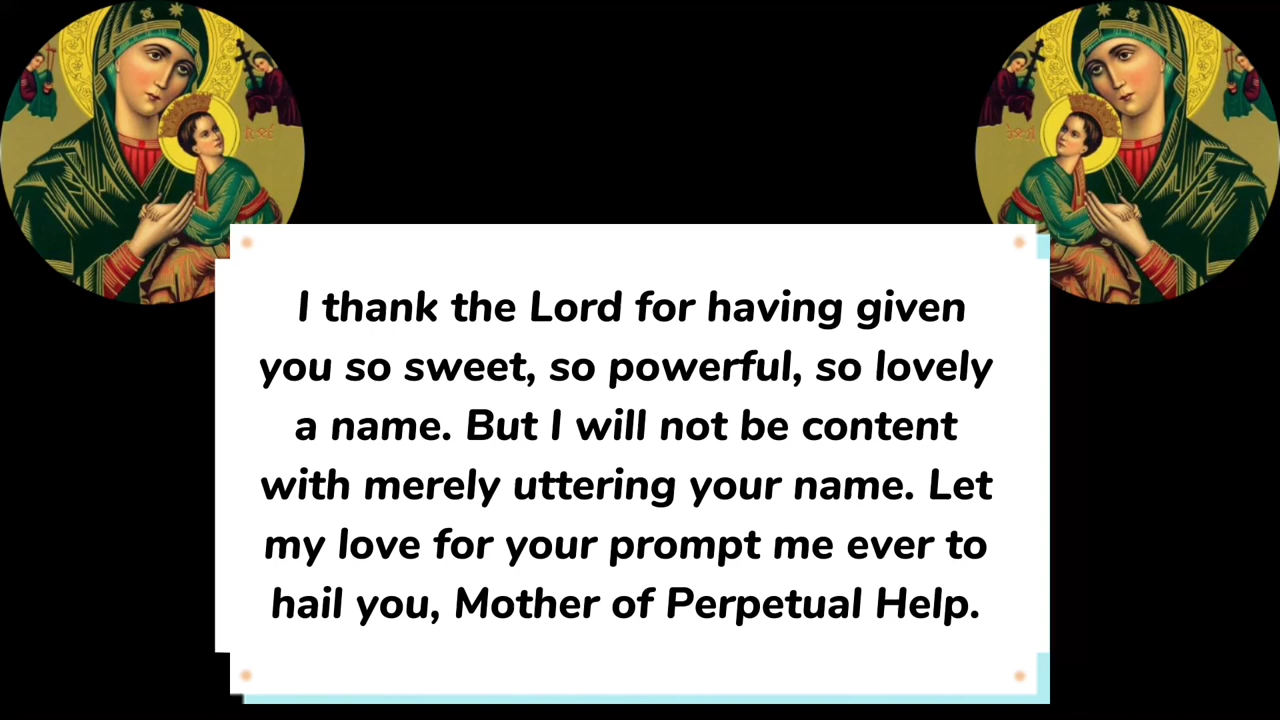 I thank the Lord for having given
you so sweet, so powerful, so lovely
a name. But I will not be content
with merely uttering your name. Let
my love for your prompt me ever to
hail you, Mother of Perpetual Help.